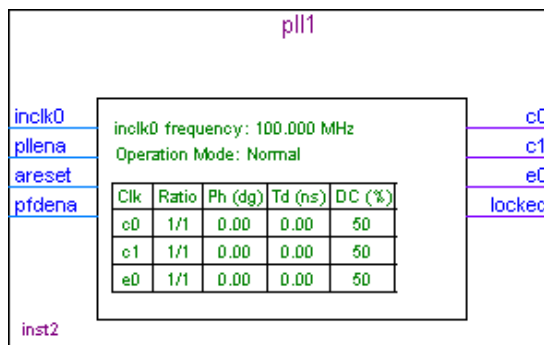 pll1
inclk0
pllena
areset
pfdena
inclk0 frequency: 100.000 MHz
Operation Mode: Normal
Clk Ratio Ph (dg) Td (ns) DC (%)
c0 1/1 0.00 0.00 50
c1 1/1 0.00 0.00 50
e0 1/1 0.00 0.00 50
c0
c1
e0
locked
inst2